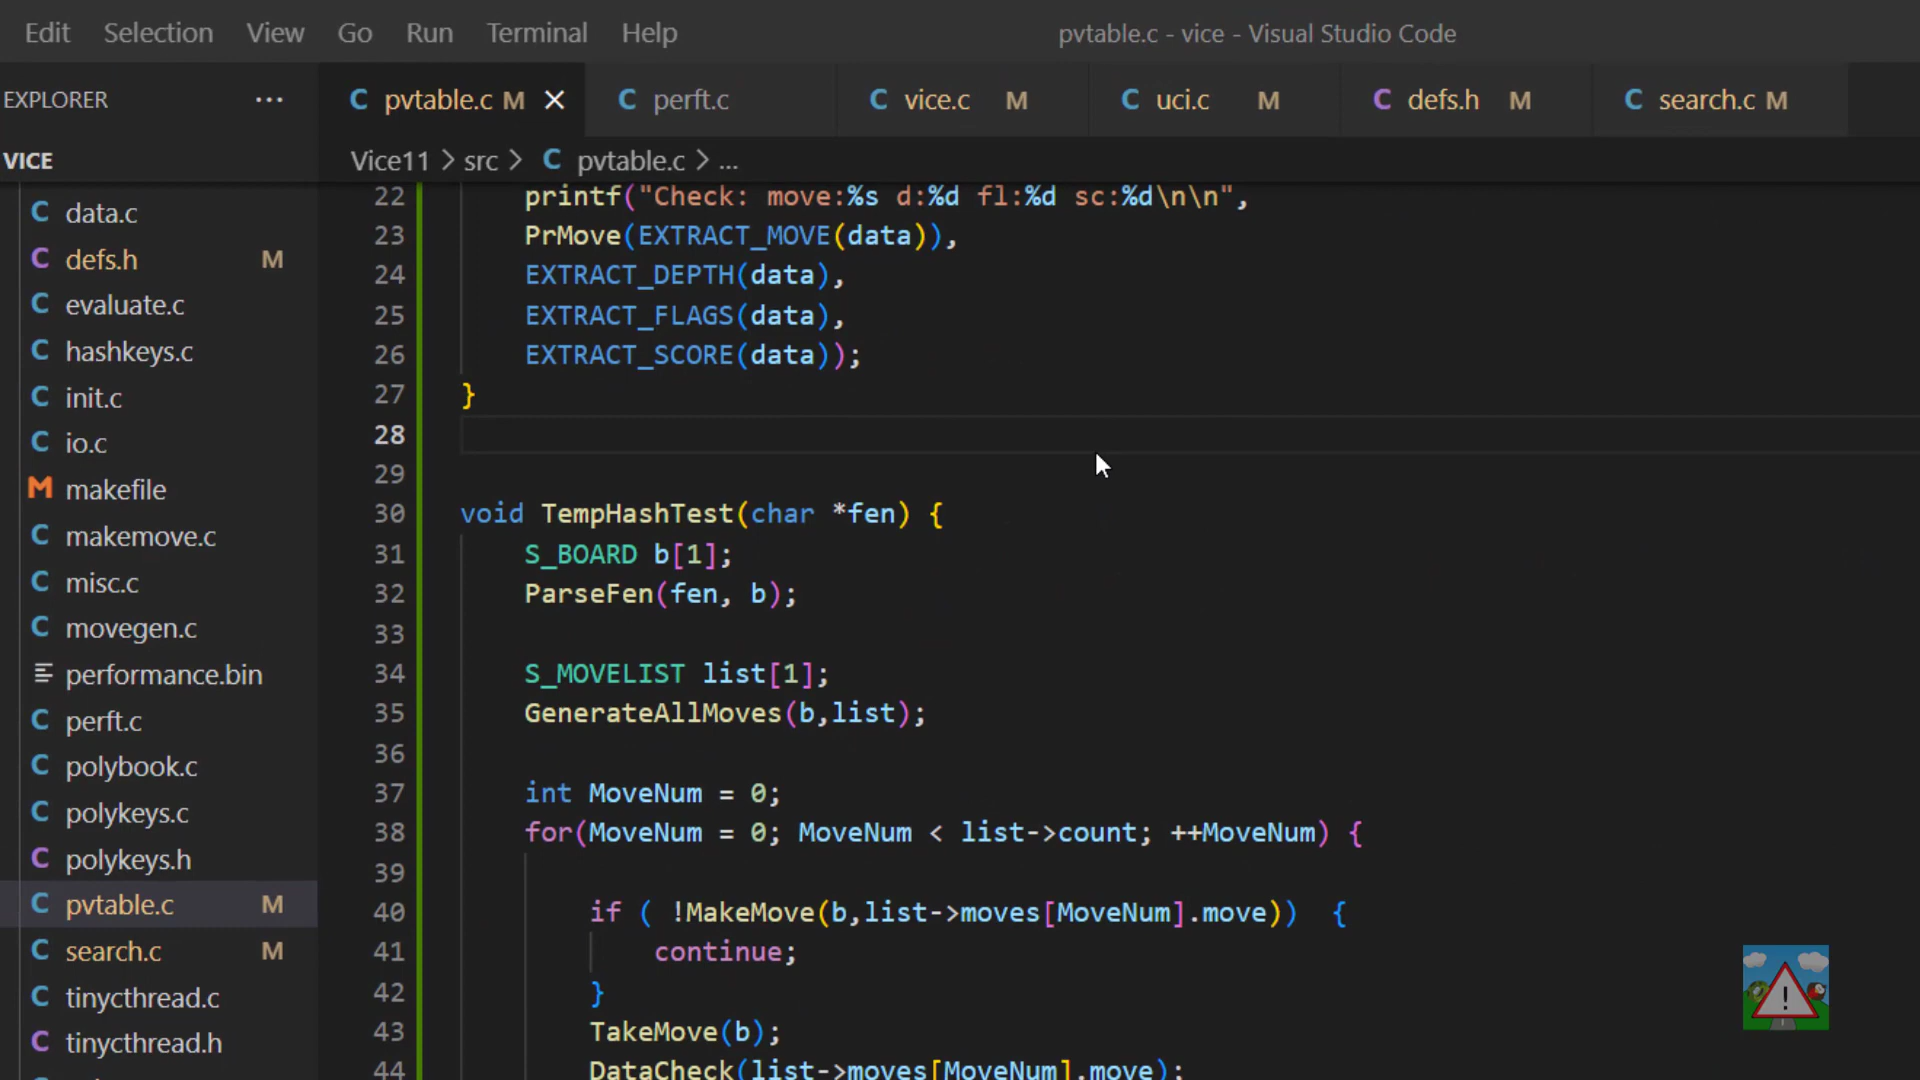 Edit Selection View Go Run Terminal Help pvtable.c - vice - Visual Studio Code
EXPLORER ··· C pvtable.c M × C perft.c C vice.c M C uci.c M C defs.h M C search.c M
VICE Vice11 > src > C pvtable.c > ...
C data.c
C defs.h M
C evaluate.c
C hashkeys.c
C init.c
C io.c
M makefile
C makemove.c
C misc.c
C movegen.c
performance.bin
C perft.c
C polybook.c
C polykeys.c
C polykeys.h
C pvtable.c M
C search.c M
C tinycthread.c
C tinycthread.h
22 printf("Check: move:%s d:%d fl:%d sc:%d\n\n",
23 PrMove(EXTRACT_MOVE(data)),
24 EXTRACT_DEPTH(data),
25 EXTRACT_FLAGS(data),
26 EXTRACT_SCORE(data));
27 }
28
29
30 void TempHashTest(char *fen) {
31 S_BOARD b[1];
32 ParseFen(fen, b);
33
34 S_MOVELIST list[1];
35 GenerateAllMoves(b,list);
36
37 int MoveNum = 0;
38 for(MoveNum = 0; MoveNum < list->count; ++MoveNum) {
39
40 if ( !MakeMove(b,list->moves[MoveNum].move)) {
41 continue;
42 }
43 TakeMove(b);
44 DataCheck(list->moves[MoveNum].move);